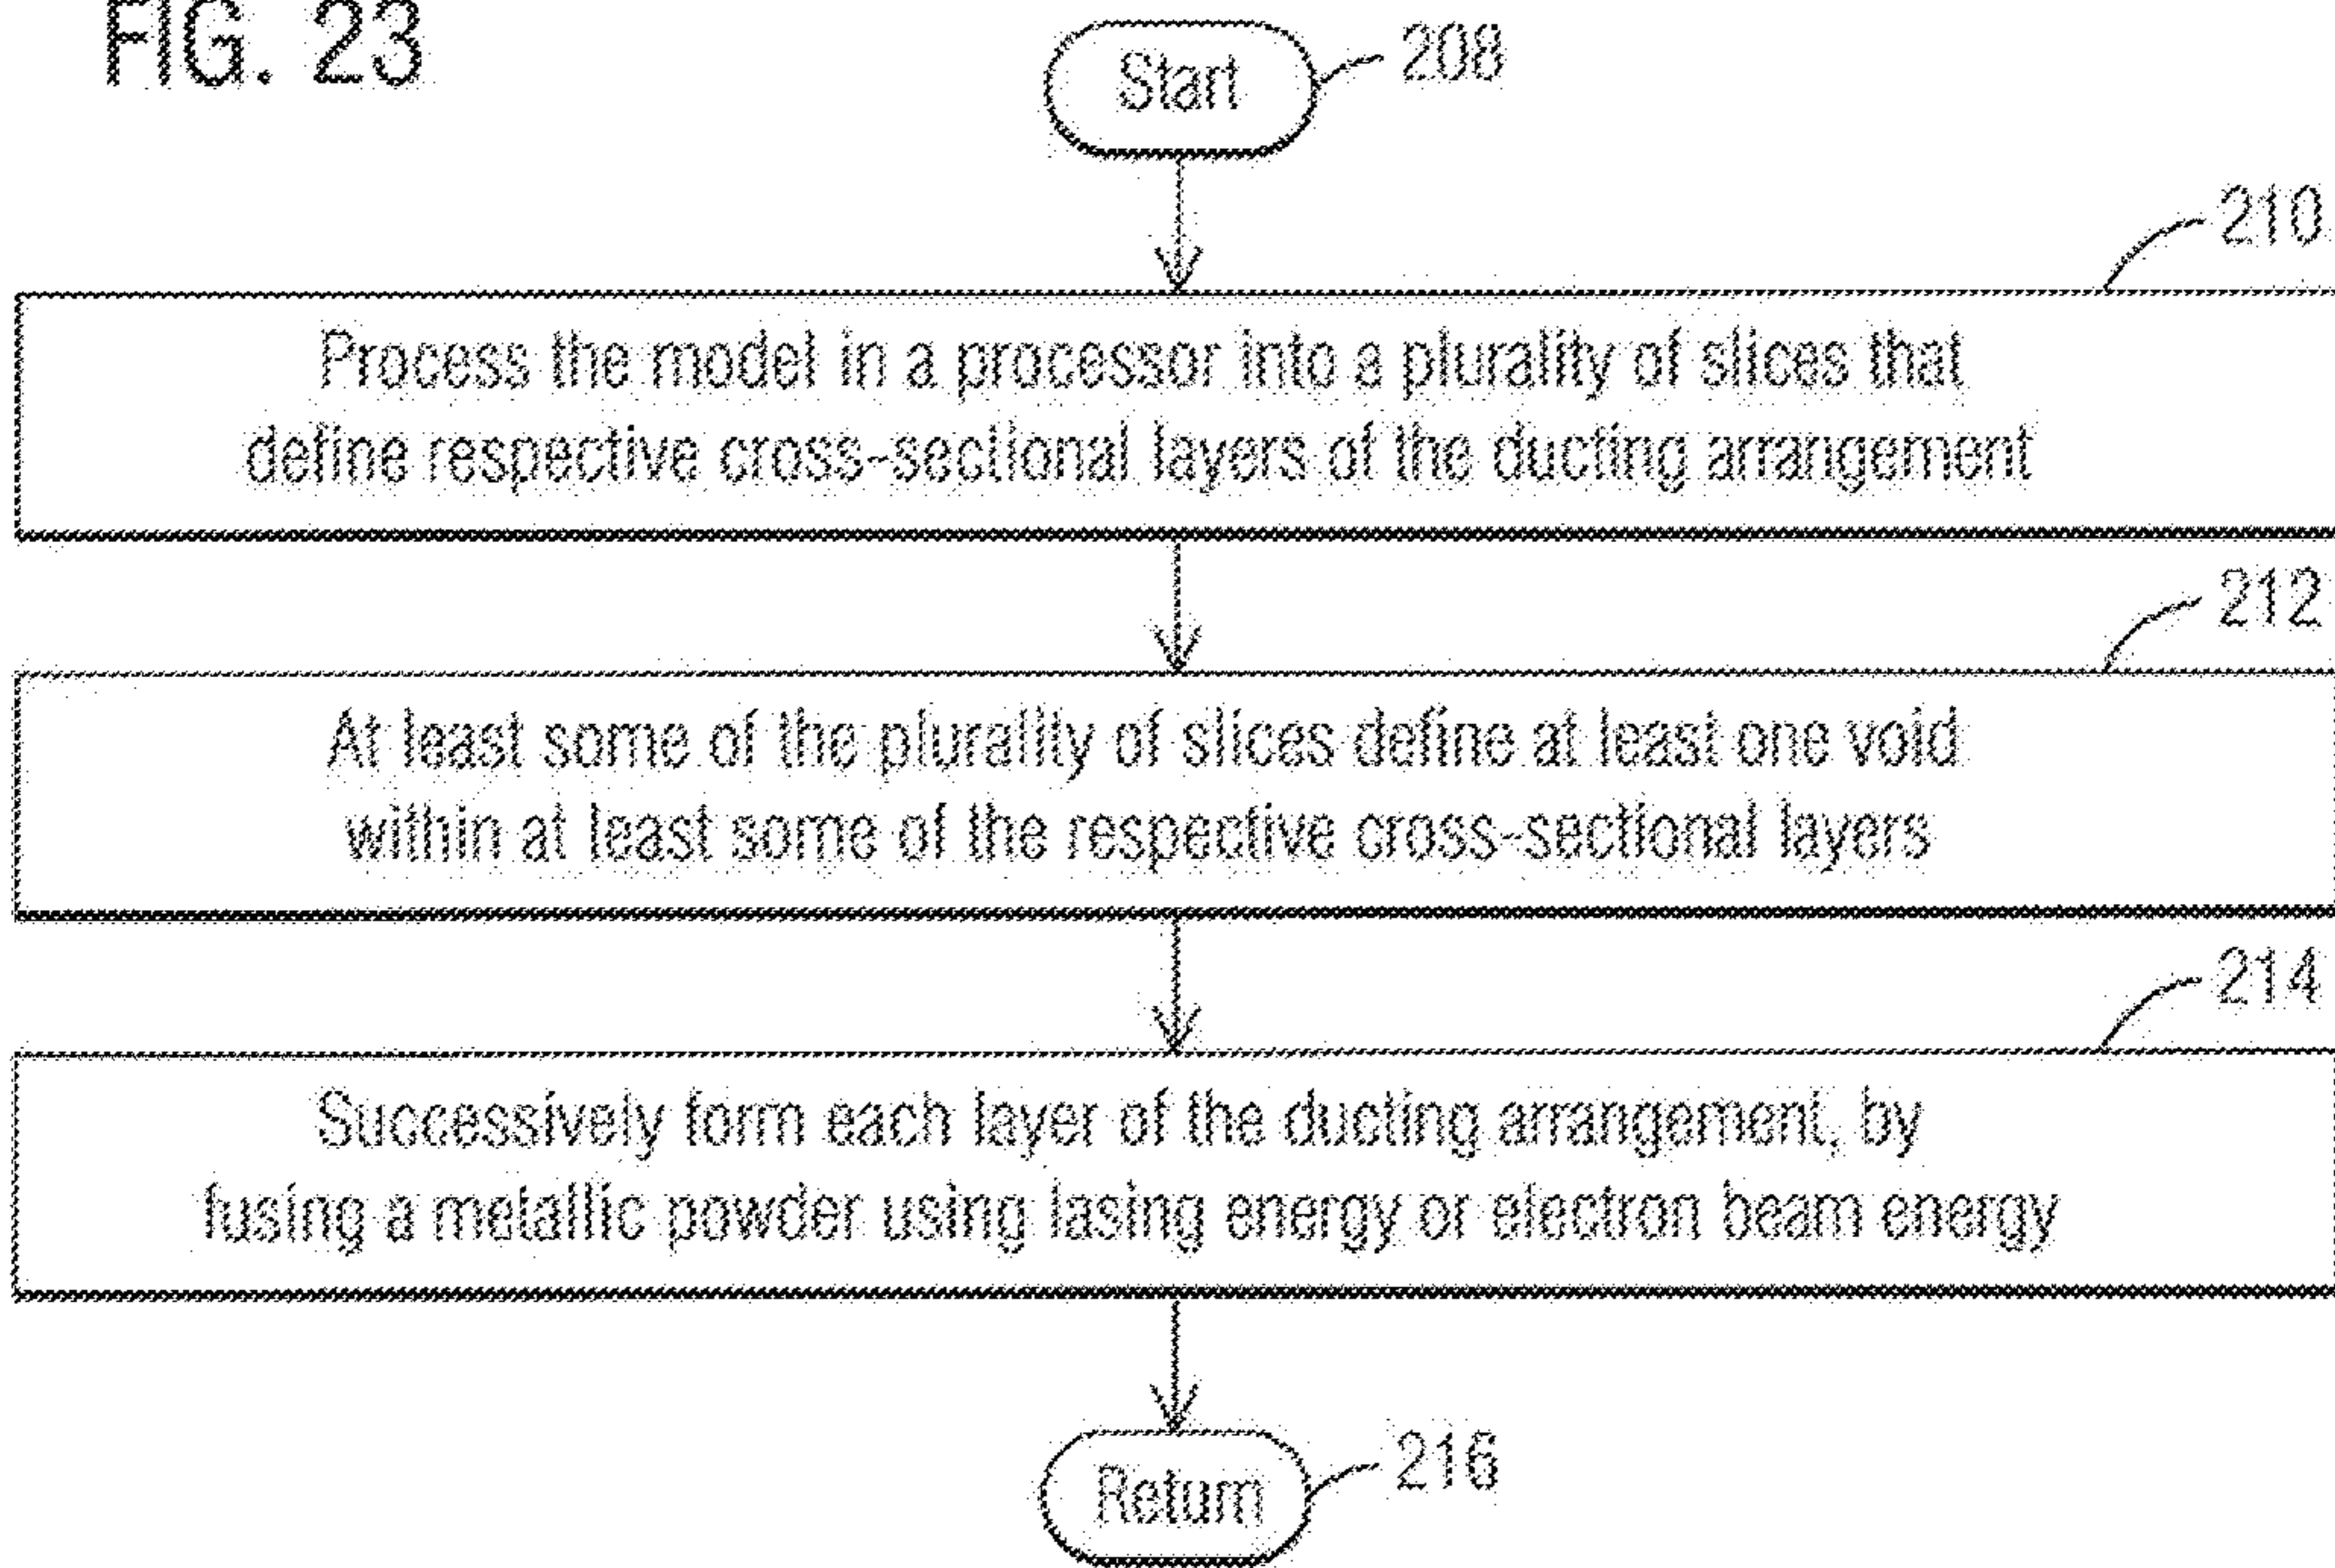 FIG. 23
Start
208
210
Process the model in a processor into a plurality of slices that
define respective cross-sectional layers of the ducting arrangement
212
At least some of the plurality of slices define at least one void
within at least some of the respective cross-sectional layers
214
Successively form each layer of the ducting arrangement, by
fusing a metallic powder using lasing energy or electron beam energy
Return
216